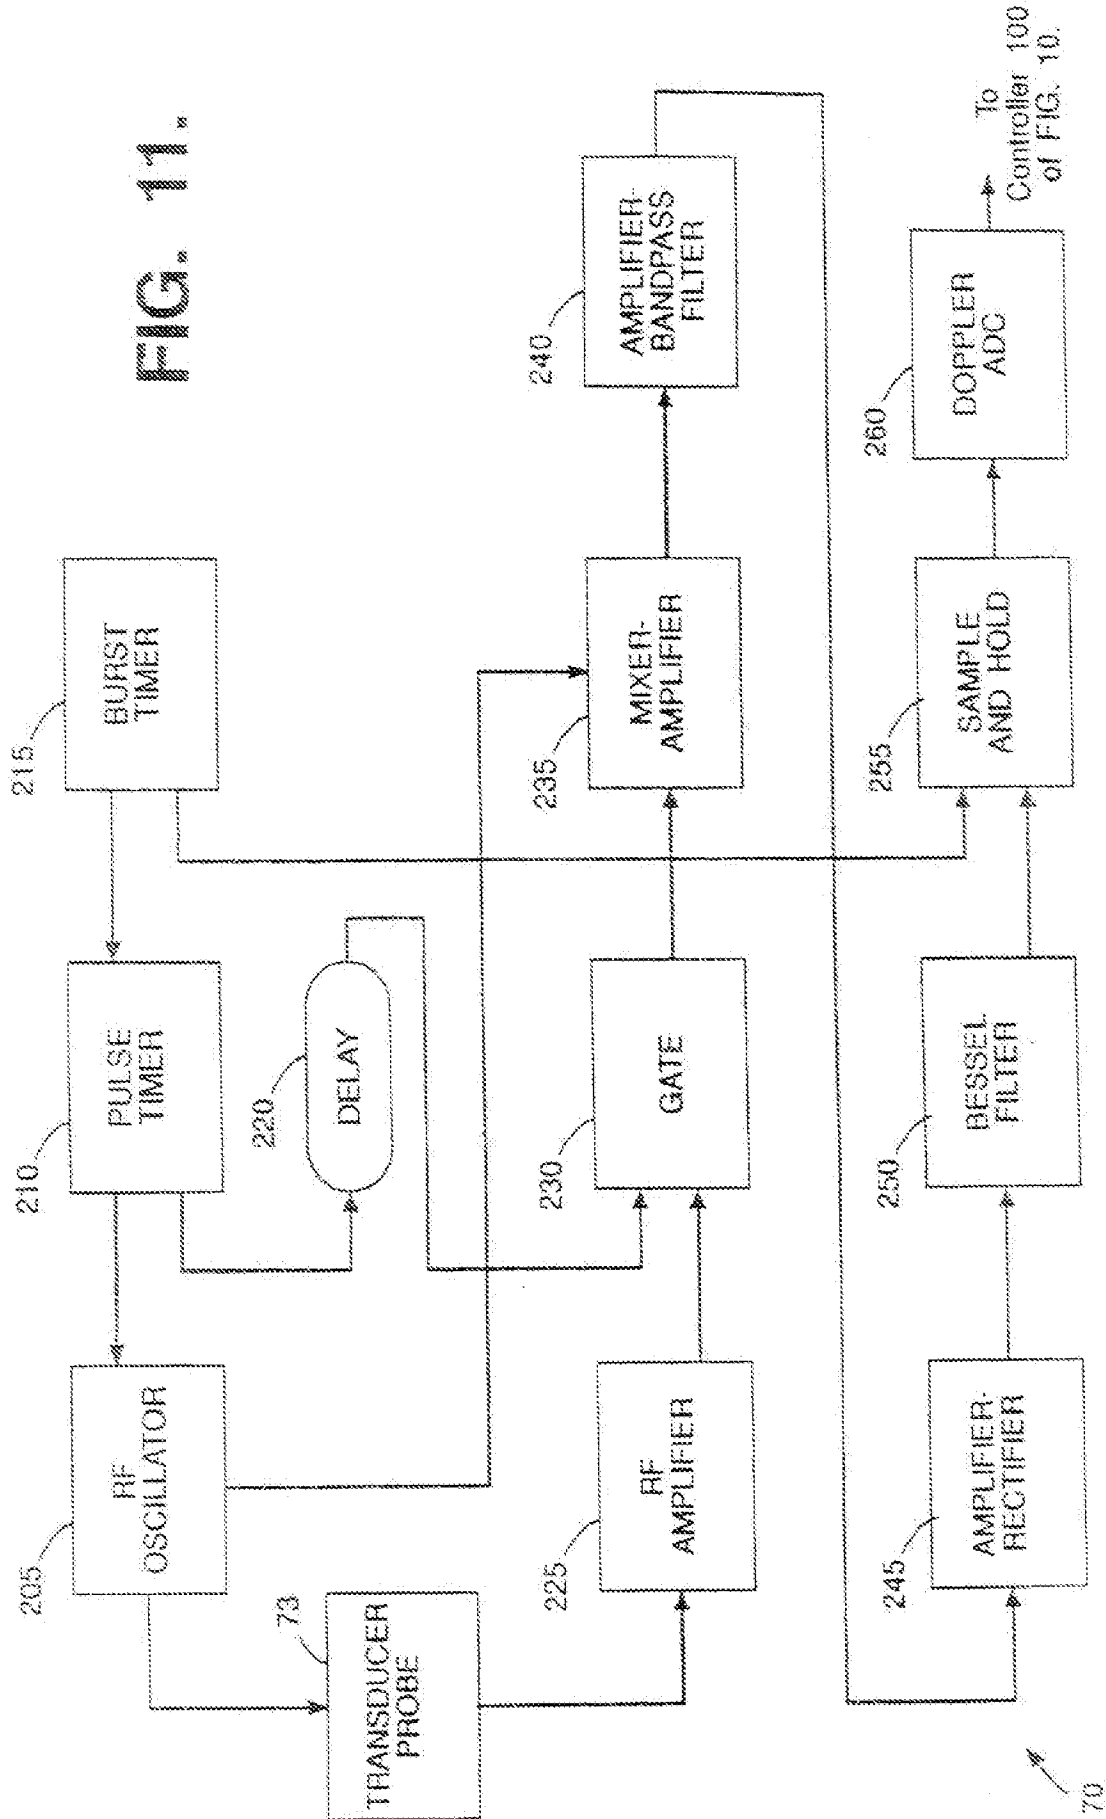 FIG. 11.
205
RF
OSCILLATOR
210
PULSE
TIMER
215
BURST
TIMER
73
TRANSDUCER
PROBE
220
DELAY
225
RF
AMPLIFIER
230
GATE
235
MIXER-
AMPLIFIER
240
AMPLIFIER-
BANDPASS
FILTER
245
AMPLIFIER-
RECTIFIER
250
BESSEL
FILTER
255
SAMPLE
AND HOLD
260
DOPPLER
ADC
To
Controller 100
of FIG. 10.
70